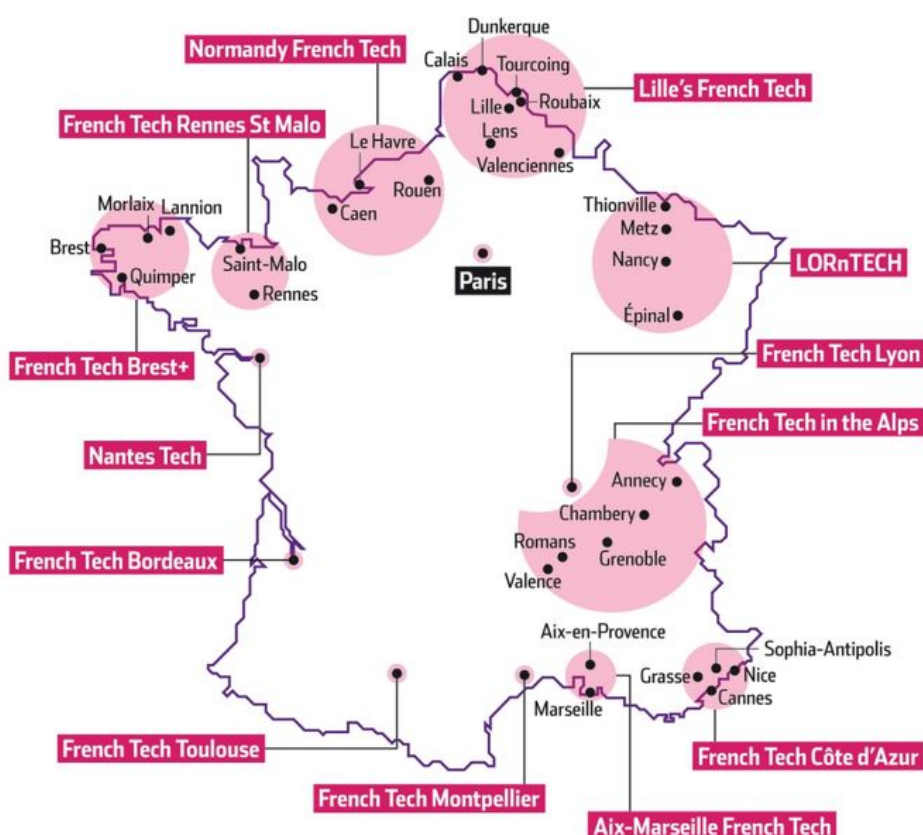 Dunkerque
Normandy French Tech
Calais
Tourcoing
Lille's French Tech
Roubaix
Lille
French Tech Rennes St Malo
Le Havre
Lens
Valenciennes
Rouen
Caen
Thionville
Morlaix
Lannion
Metz
Brest
Saint-Malo
Nancy
LORnTECH
Quimper
Paris
Rennes
Épinal
French Tech Brest+
French Tech Lyon
French Tech in the Alps
Nantes Tech
Annecy
Chambery
Romans
Grenoble
French Tech Bordeaux
Valence
Aix-en-Provence
Sophia-Antipolis
Grasse
Nice
Cannes
Marseille
French Tech Toulouse
French Tech Côte d'Azur
French Tech Montpellier
Aix-Marseille French Tech